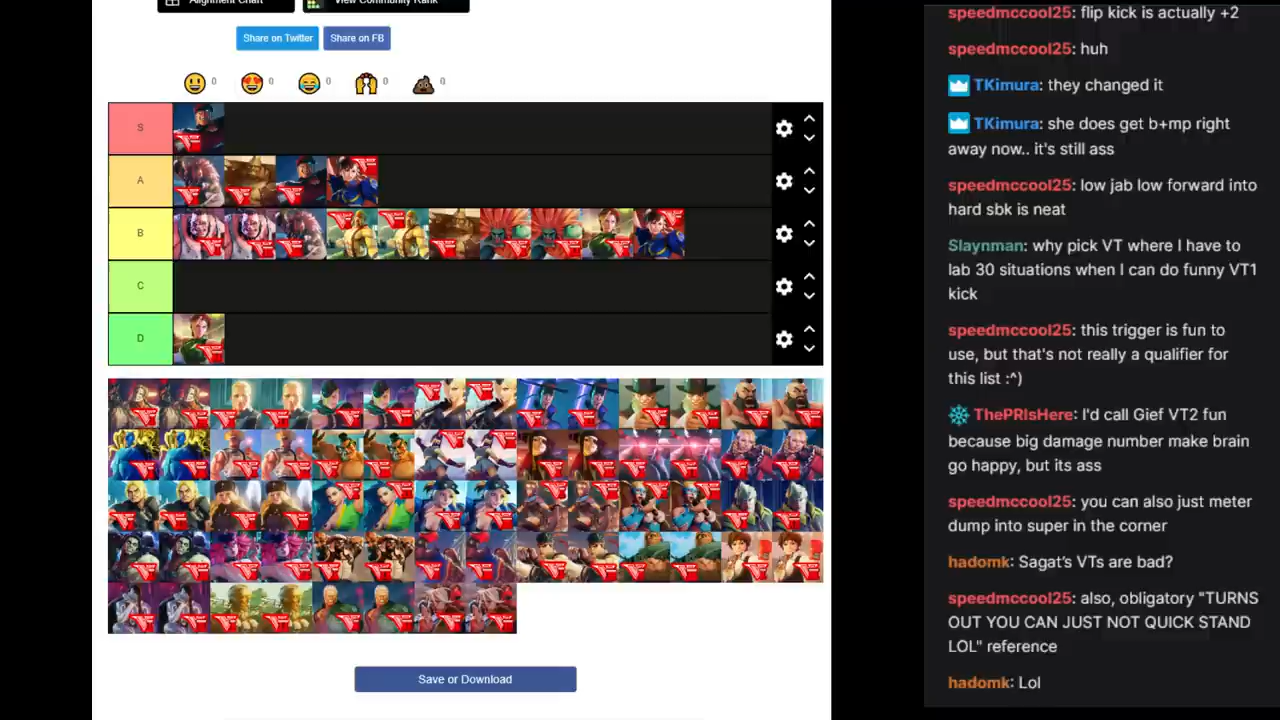 Alignment Chart
View Community Rank
Share on Twitter
Share on FB
0
0
0
0
0
S
A
B
C
D
Save or Download
speedmccool25: flip kick is actually +2
speedmccool25: huh
TKimura: they changed it
TKimura: she does get b+mp right
away now.. it's still ass
speedmccool25: low jab low forward into
hard sbk is neat
Slaynman: why pick VT where I have to
lab 30 situations when I can do funny VT1
kick
speedmccool25: this trigger is fun to
use, but that's not really a qualifier for
this list :^)
ThePRIsHere: I'd call Gief VT2 fun
because big damage number make brain
go happy, but its ass
speedmccool25: you can also just meter
dump into super in the corner
hadomk: Sagat's VTs are bad?
speedmccool25: also, obligatory "TURNS
OUT YOU CAN JUST NOT QUICK STAND
LOL" reference
hadomk: Lol